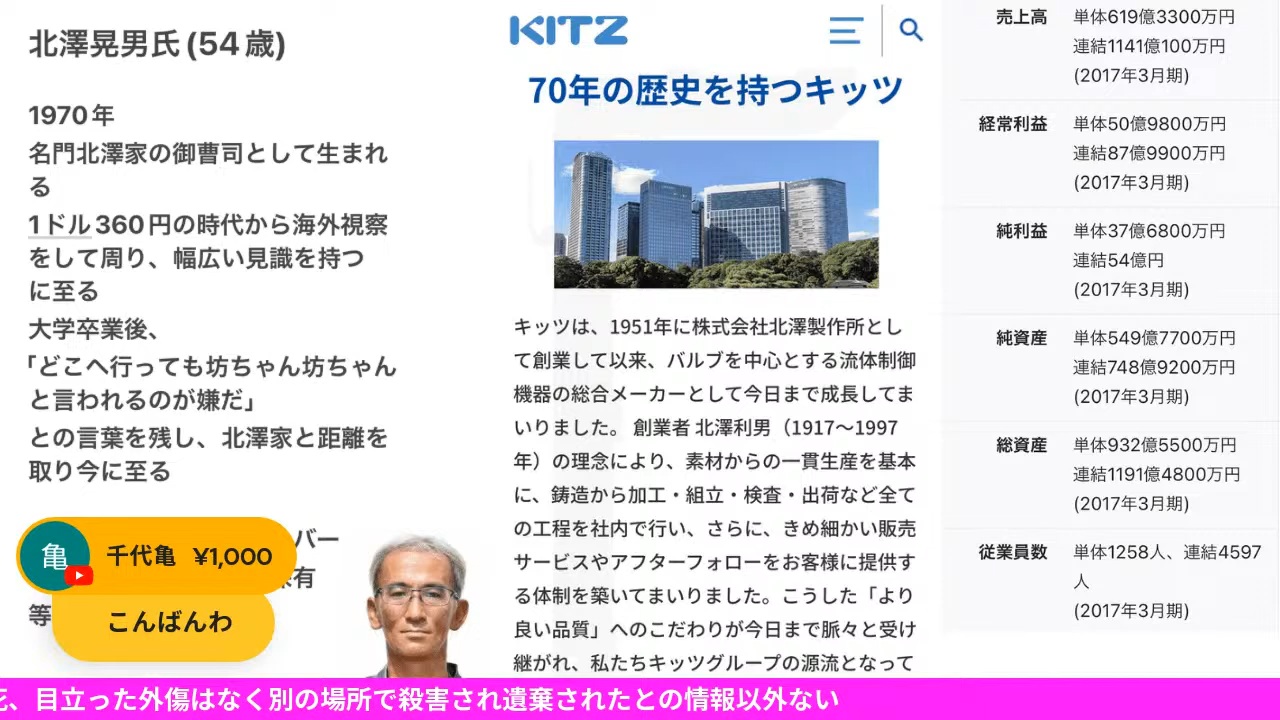 北澤晃男氏(54歳)
1970年
名門北澤家の御曹司として生まれ
る
1ドル360円の時代から海外視察
をして周り、幅広い見識を持つ
に至る
大学卒業後、
「どこへ行っても坊ちゃん坊ちゃん
と言われるのが嫌だ」
との言葉を残し、北澤家と距離を
取り今に至る
バー
有
等
亀
千代亀 ¥1,000
こんばんわ
KITZ
70年の歴史を持つキッツ
キッツは、1951年に株式会社北澤製作所とし
て創業して以来、バルブを中心とする流体制御
機器の総合メーカーとして今日まで成長してま
いりました。 創業者 北澤利男（1917〜1997
年）の理念により、素材からの一貫生産を基本
に、鋳造から加工・組立・検査・出荷など全て
の工程を社内で行い、さらに、きめ細かい販売
サービスやアフターフォローをお客様に提供す
る体制を築いてまいりました。こうした「より
良い品質」へのこだわりが今日まで脈々と受け
継がれ、私たちキッツグループの源流となって
売上高 単体619億3300万円
連結1141億100万円
(2017年3月期)
経常利益 単体50億9800万円
連結87億9900万円
(2017年3月期)
純利益 単体37億6800万円
連結54億円
(2017年3月期)
純資産 単体549億7700万円
連結748億9200万円
(2017年3月期)
総資産 単体932億5500万円
連結1191億4800万円
(2017年3月期)
従業員数 単体1258人、連結4597
人
(2017年3月期)
、目立った外傷はなく別の場所で殺害され遺棄されたとの情報以外ない